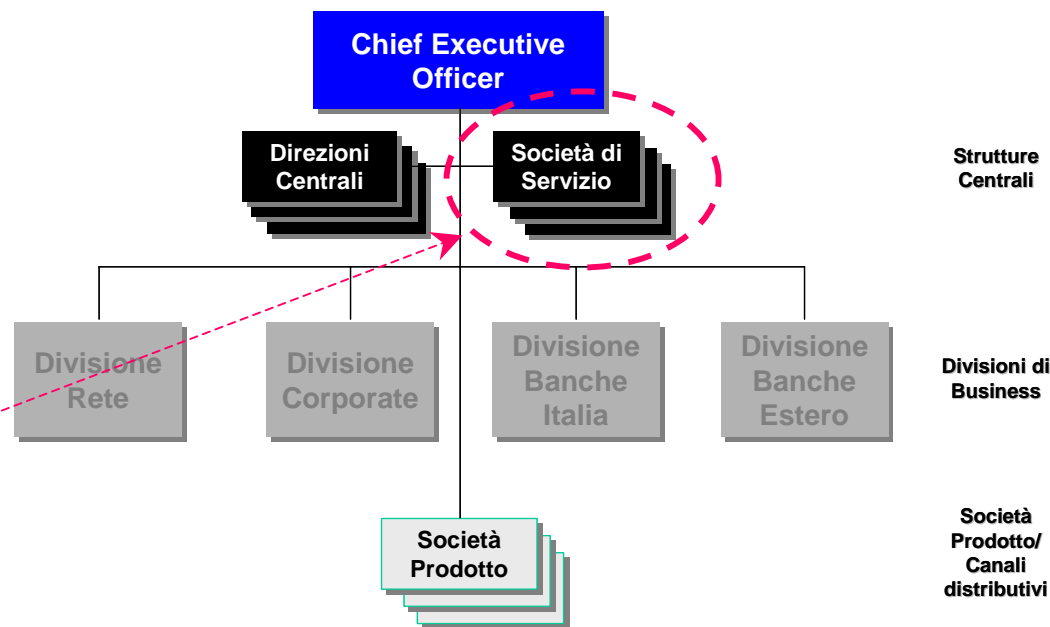 Chief Executive
Officer
Direzioni
Centrali
Società di
Servizio
Strutture
Centrali
Divisione
Rete
Divisione
Corporate
Divisione
Banche
Italia
Divisione
Banche
Estero
Divisioni di
Business
Società
Prodotto
Società
Prodotto/
Canali
distributivi